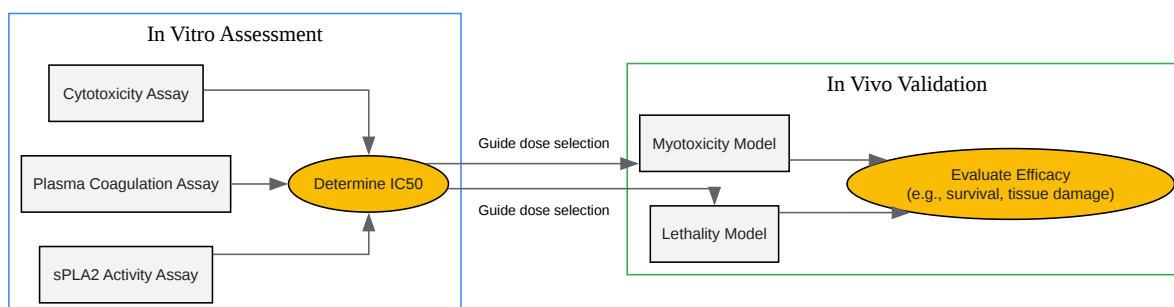 In Vitro Assessment
Cytotoxicity Assay
Plasma Coagulation Assay
sPLA2 Activity Assay
Determine IC50
Guide dose selection
Guide dose selection
In Vivo Validation
Myotoxicity Model
Lethality Model
Evaluate Efficacy
(e.g., survival, tissue damage)